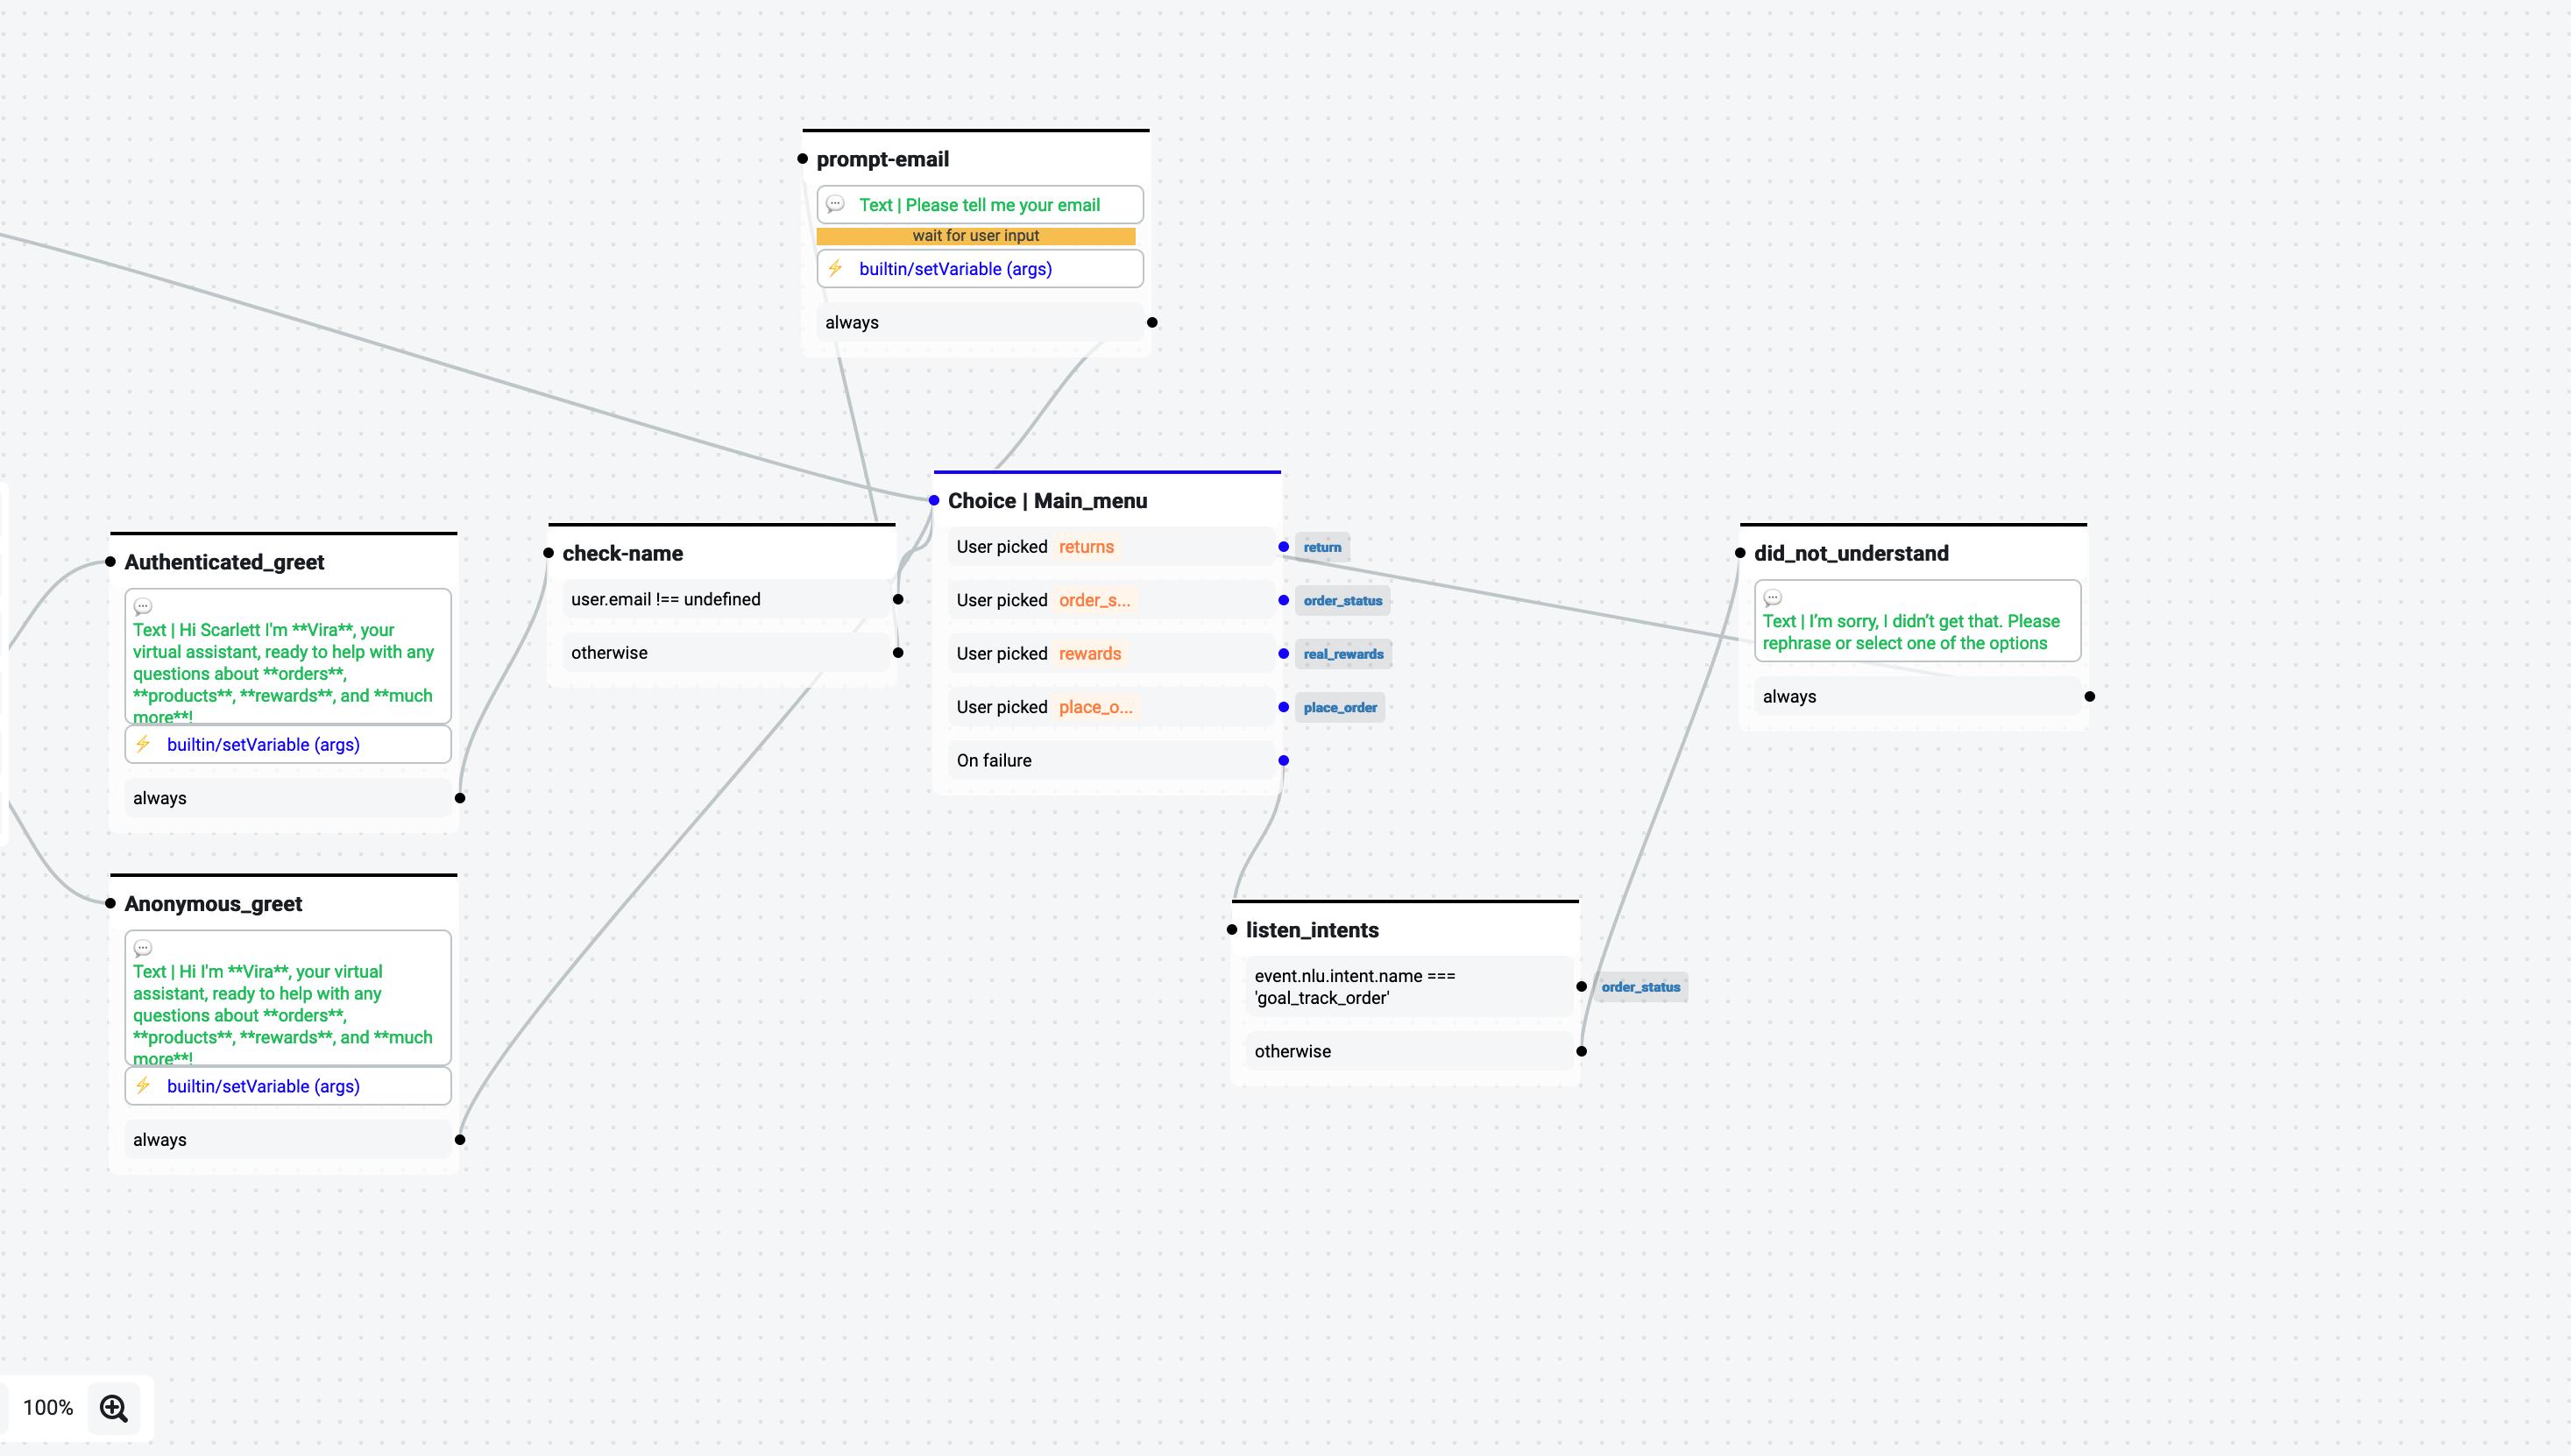 prompt-email
Text | Please tell me your email
wait for user input
builtin/setVariable (args)
always
Authenticated_greet
Text | Hi Scarlett I'm **Vira**, your
virtual assistant, ready to help with any
questions about **orders**,
**products**, **rewards**, and **much
more**!
builtin/setVariable (args)
always
Anonymous_greet
Text | Hi I'm **Vira**, your virtual
assistant, ready to help with any
questions about **orders**,
**products**, **rewards**, and **much
more**!
builtin/setVariable (args)
always
check-name
user.email !== undefined
otherwise
Choice | Main_menu
User picked returns return
User picked order_s... order_status
User picked rewards real_rewards
User picked place_o... place_order
On failure
listen_intents
event.nlu.intent.name ===
'goal_track_order' order_status
otherwise
did_not_understand
Text | I’m sorry, I didn’t get that. Please
rephrase or select one of the options
always
100%